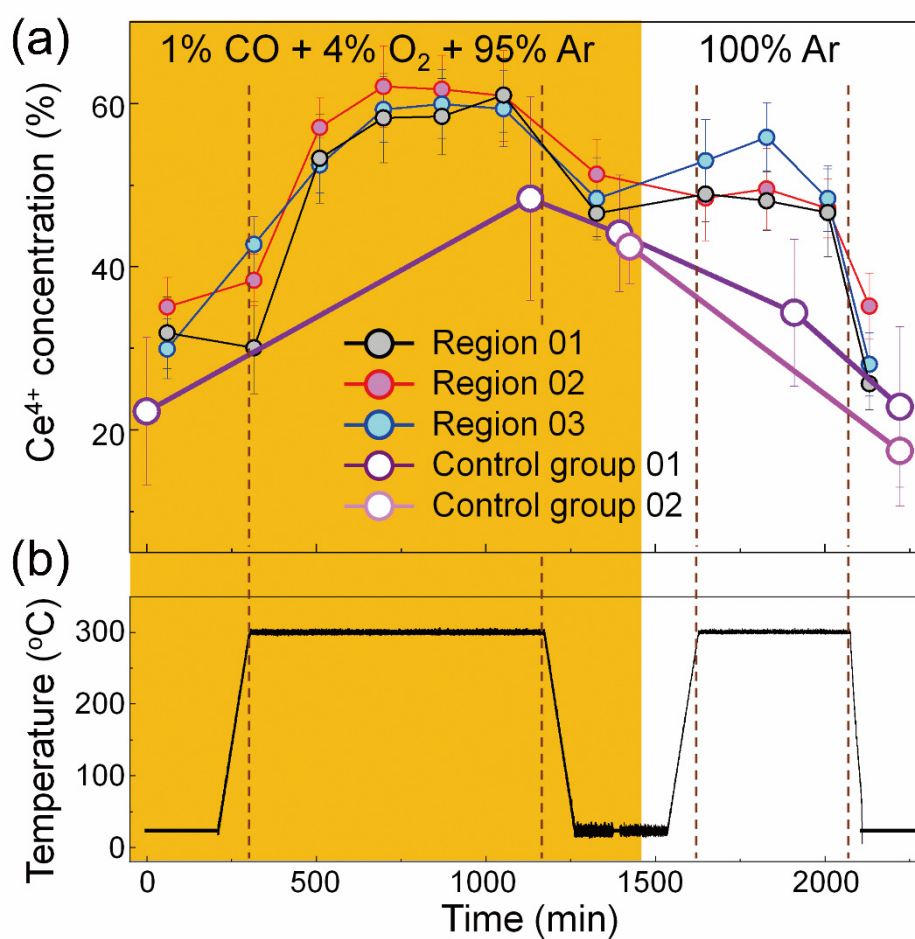 (a)
1% CO + 4% O₂ + 95% Ar
100% Ar
Ce⁴⁺ concentration (%)
60
40
20
Region 01
Region 02
Region 03
Control group 01
Control group 02
(b)
Temperature (ºC)
300
200
100
0
0 500 1000 1500 2000
Time (min)